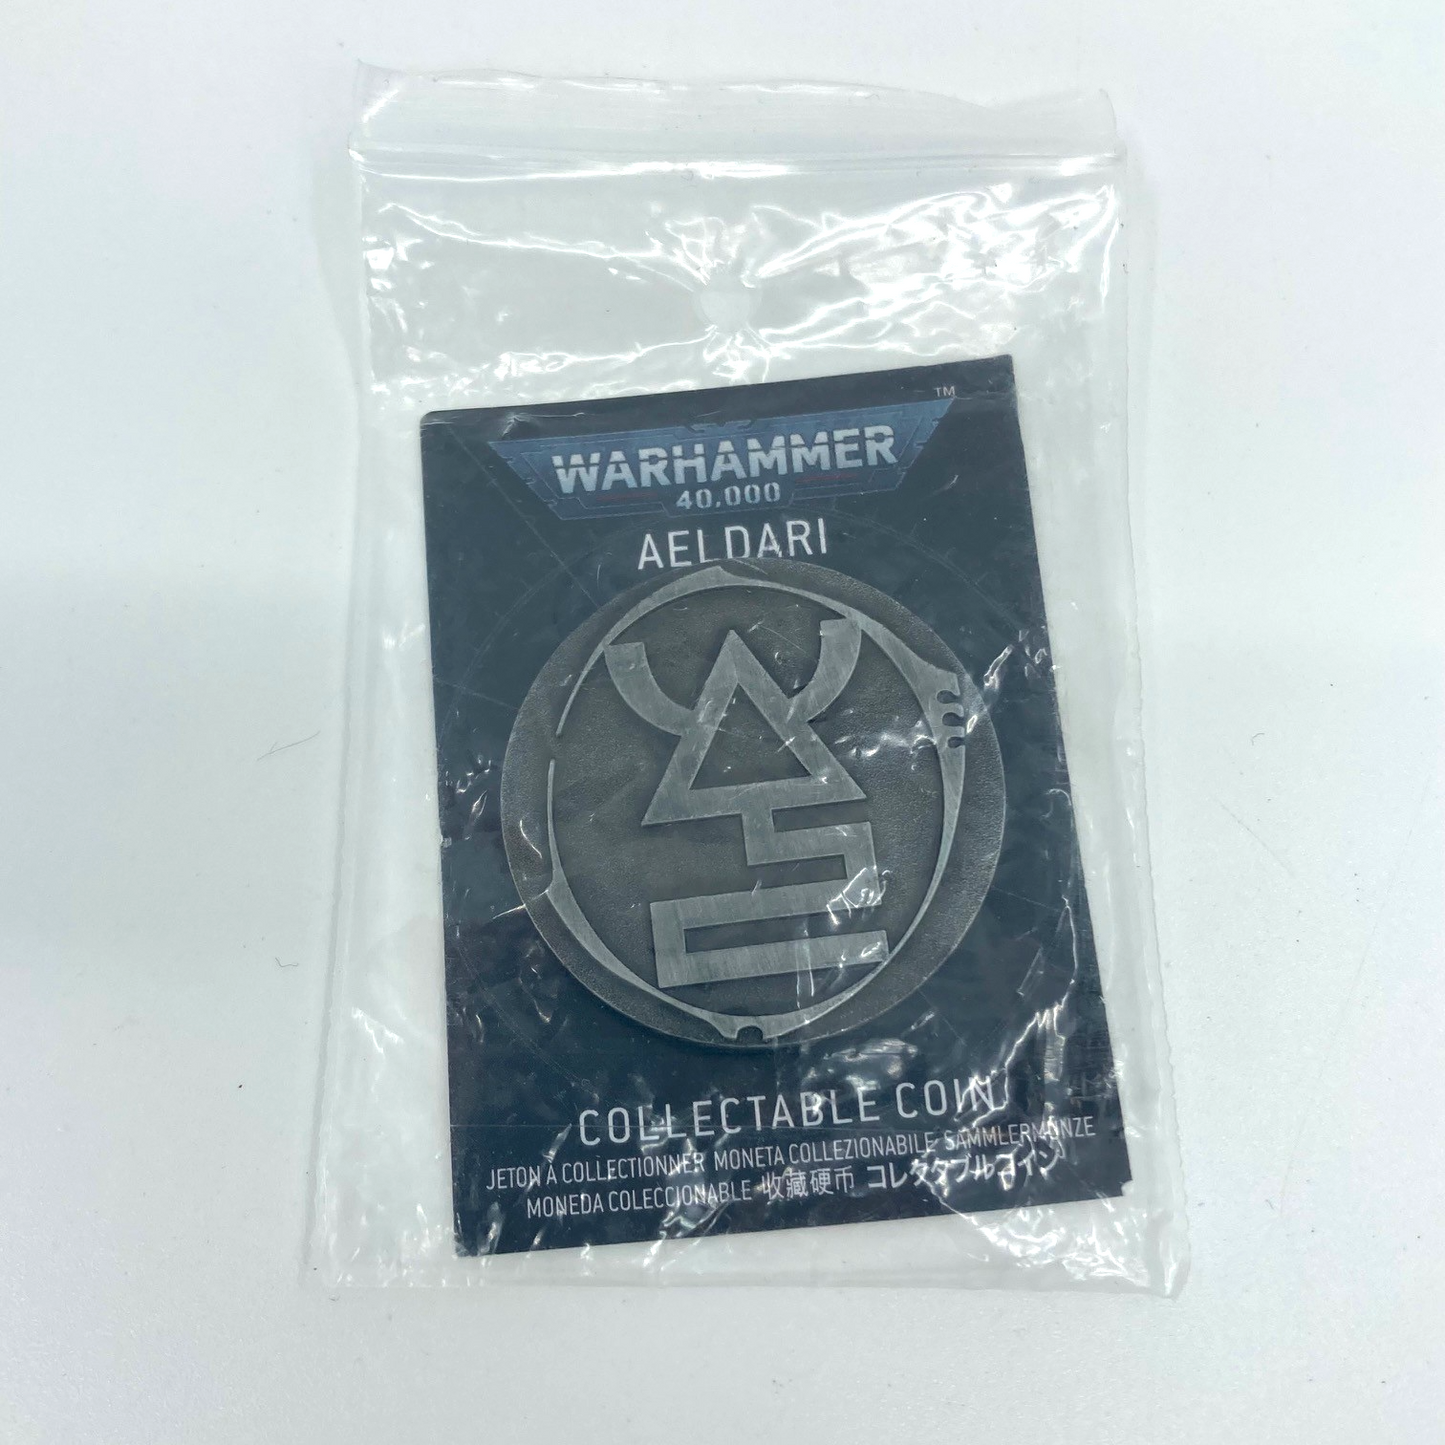 WARHAMMER
40,000
™
AELDARI
COLLECTABLE COIN
JETON À COLLECTIONNER MONETA COLLEZIONABILE SAMMLERMÜNZE
MONEDA COLECCIONABLE 收藏硬币 コレクタブルコイン